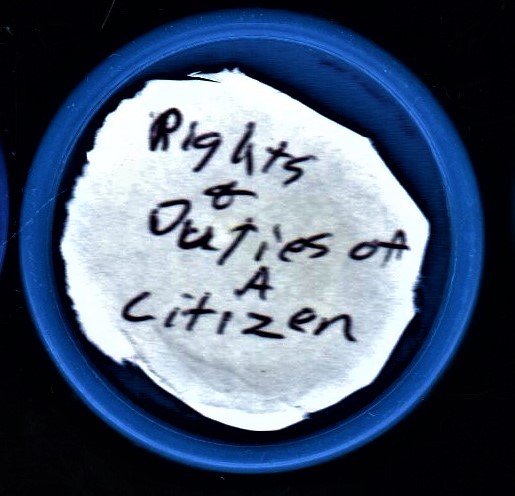 Rights
&
Duties of
A
Citizen